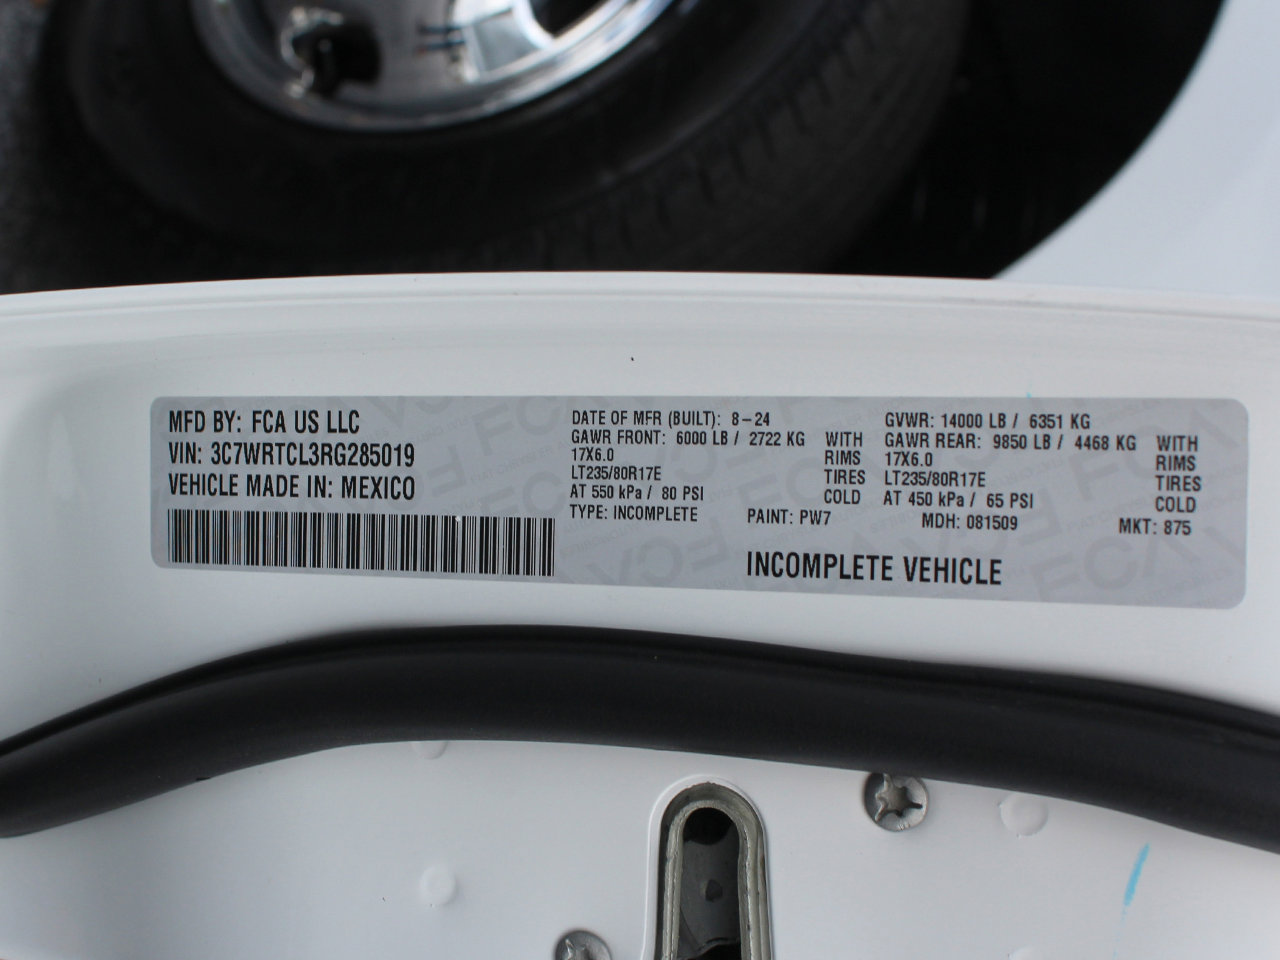 MFD BY: FCA US LLC
VIN: 3C7WRTCL3RG285019
VEHICLE MADE IN: MEXICO
DATE OF MFR (BUILT): 8-24
GAWR FRONT: 6000 LB / 2722 KG WITH
17X6.0 RIMS
LT235/80R17E TIRES
AT 550 kPa / 80 PSI COLD
TYPE: INCOMPLETE
GVWR: 14000 LB / 6351 KG
GAWR REAR: 9850 LB / 4468 KG WITH
17X6.0 RIMS
LT235/80R17E TIRES
AT 450 kPa / 65 PSI COLD
PAINT: PW7 MDH: 081509 MKT: 875
INCOMPLETE VEHICLE